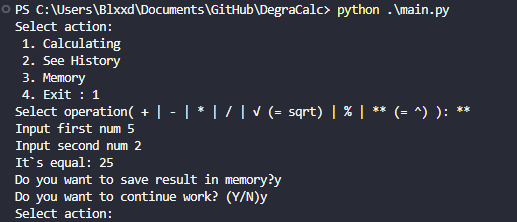 PS C:\Users\Blxxd\Documents\GitHub\DegraCalc> python .\main.py
Select action:
1. Calculating
2. See History
3. Memory
4. Exit : 1
Select operation( + | - | * | / | √ (= sqrt) | % | ** (= ^) ): **
Input first num 5
Input second num 2
It`s equal: 25
Do you want to save result in memory?y
Do you want to continue work? (Y/N)y
Select action: